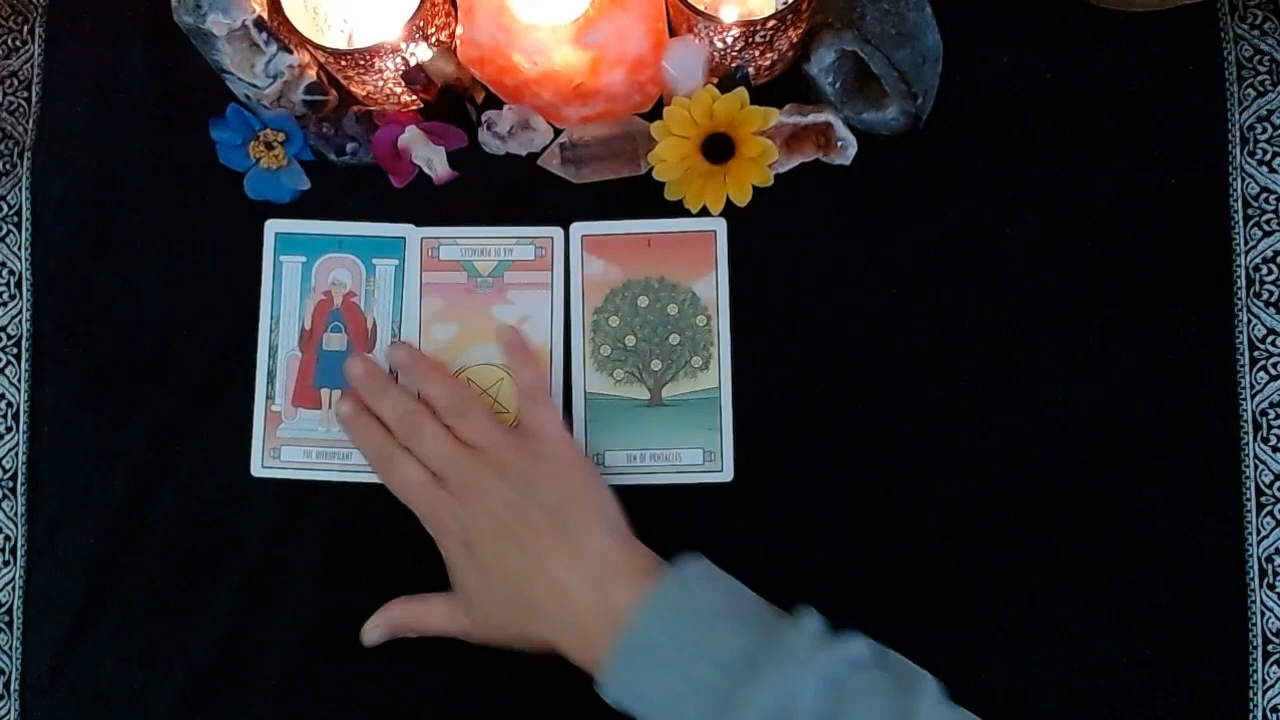 V
THE HIEROPHANT
ACE OF PENTACLES
X
TEN OF PENTACLES